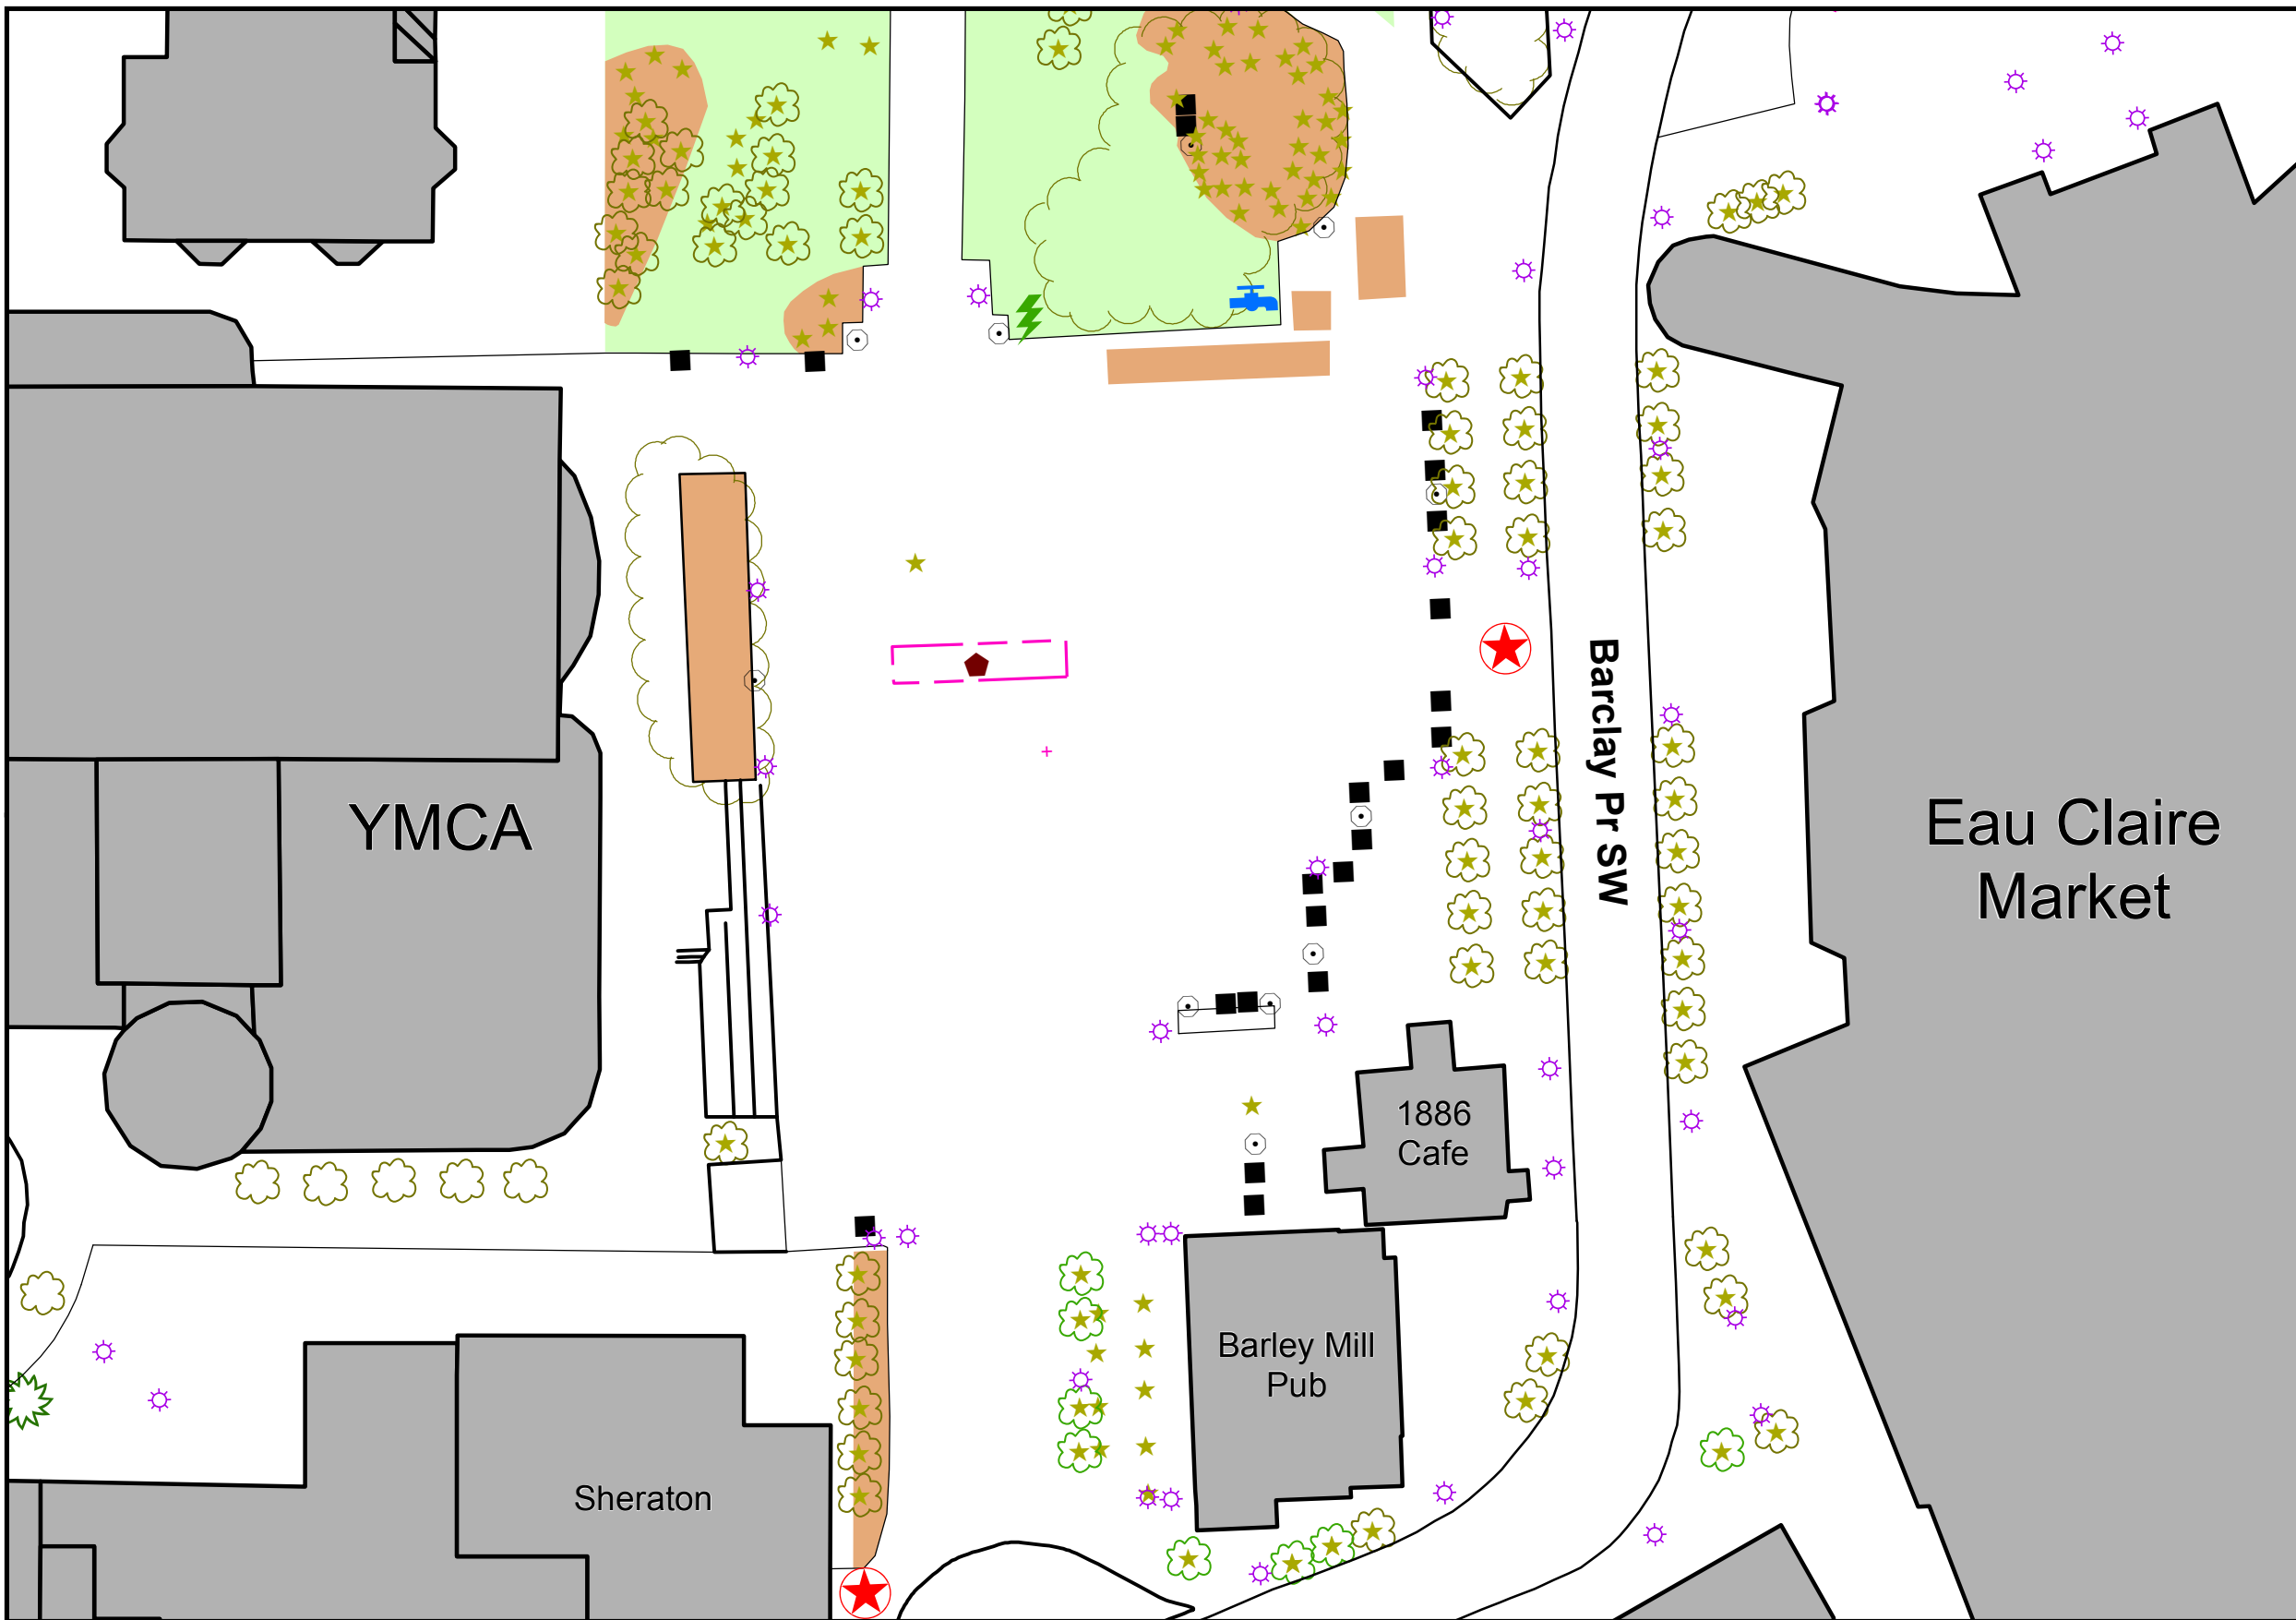 YMCA
Barclay Pr SW
Eau Claire
Market
1886
Cafe
Barley Mill
Pub
Sheraton